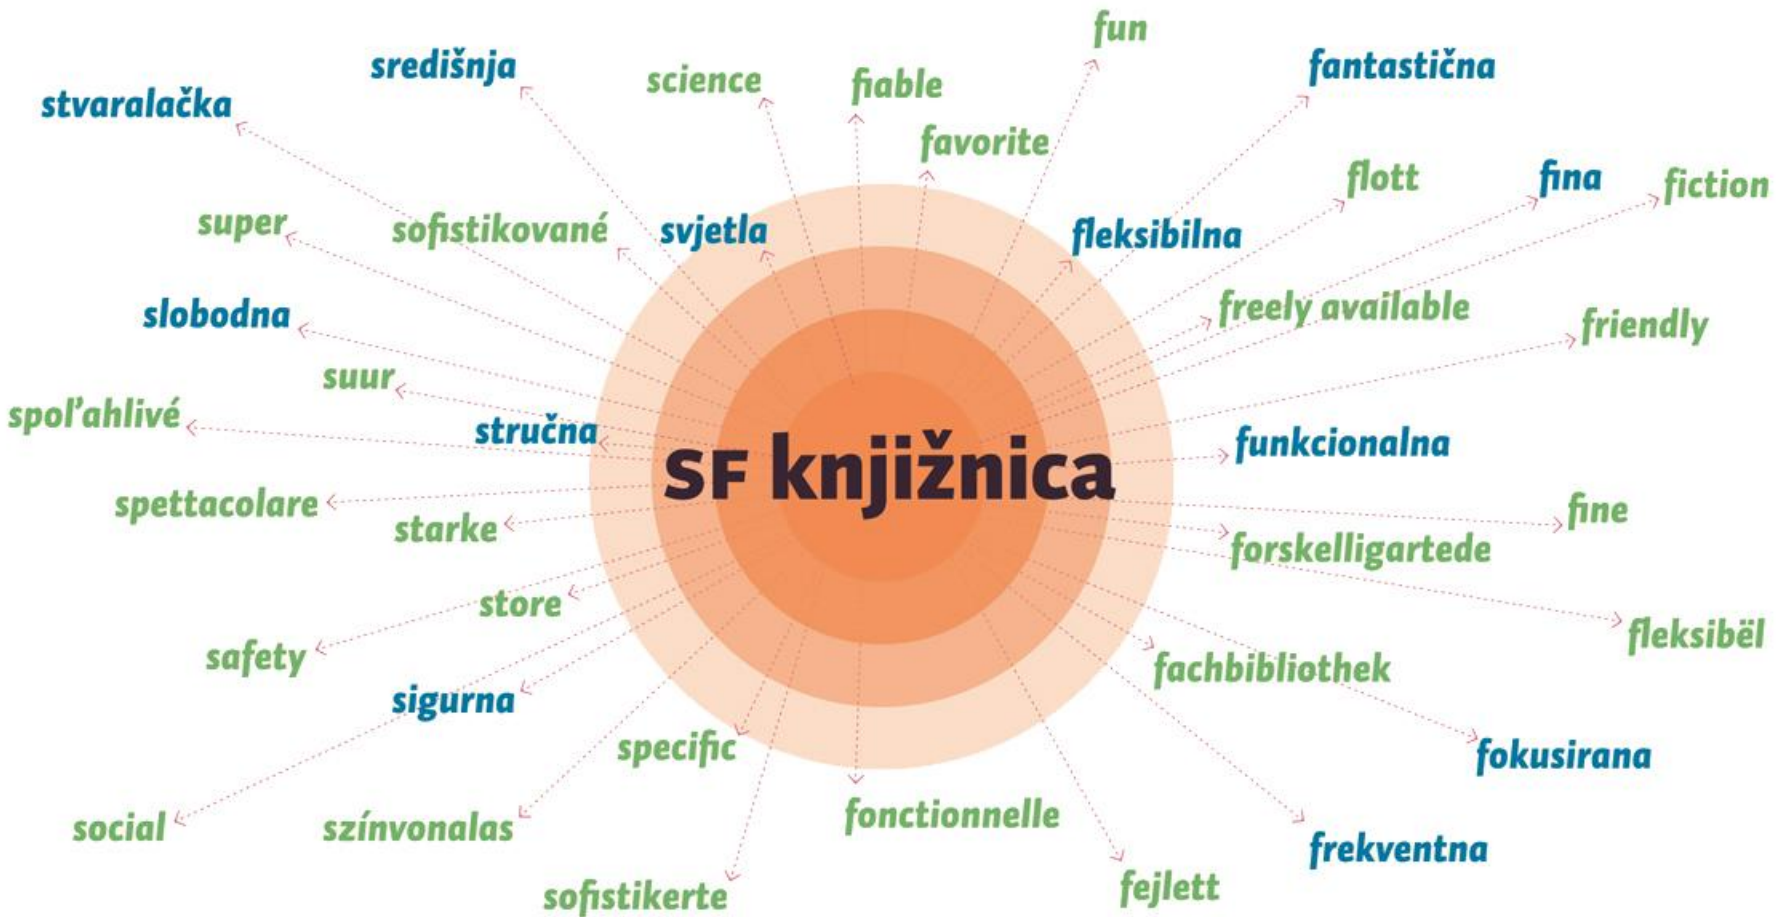 fun
središnja
science
fiable
fantastična
stvaralačka
favorite
flott
fina
fiction
super
sofistikované
svjetla
fleksibilna
slobodna
freely available
friendly
suur
spoľahlivé
stručna
SF knjižnica
funkcionalna
spettacolare
starke
fine
forskelligartede
store
safety
fleksibël
sigurna
fachbibliothek
specific
fokusirana
social
színvonalas
fonctionnelle
frekventna
sofistikerte
fejlett